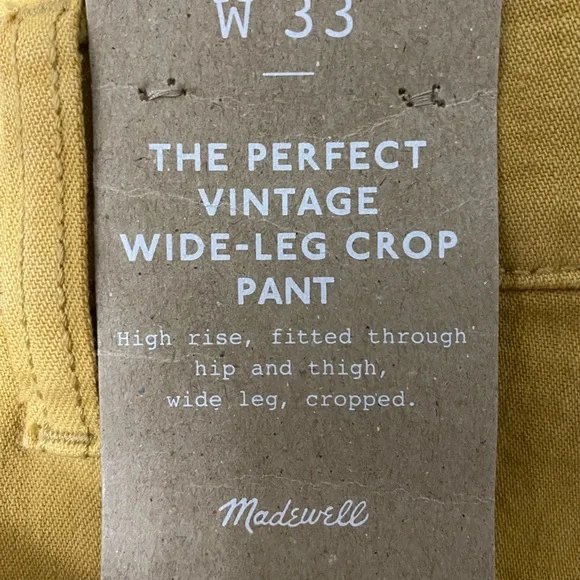 W 33
THE PERFECT
VINTAGE
WIDE-LEG CROP
PANT
High rise, fitted through
hip and thigh,
wide leg, cropped.
Madewell